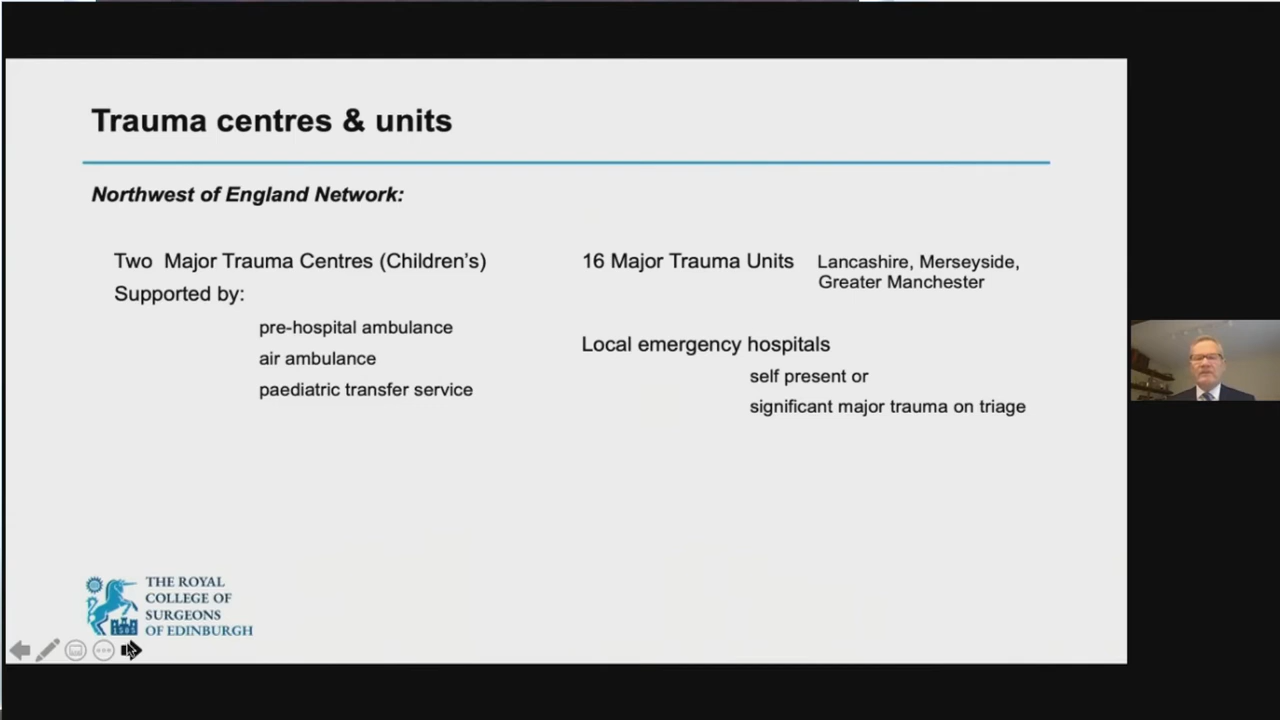 Trauma centres & units
Northwest of England Network:
Two  Major Trauma Centres (Children's)
Supported by:
pre-hospital ambulance
air ambulance
paediatric transfer service
16 Major Trauma Units
Lancashire, Merseyside,
Greater Manchester
Local emergency hospitals
self present or
significant major trauma on triage
THE ROYAL
COLLEGE OF
SURGEONS
OF EDINBURGH